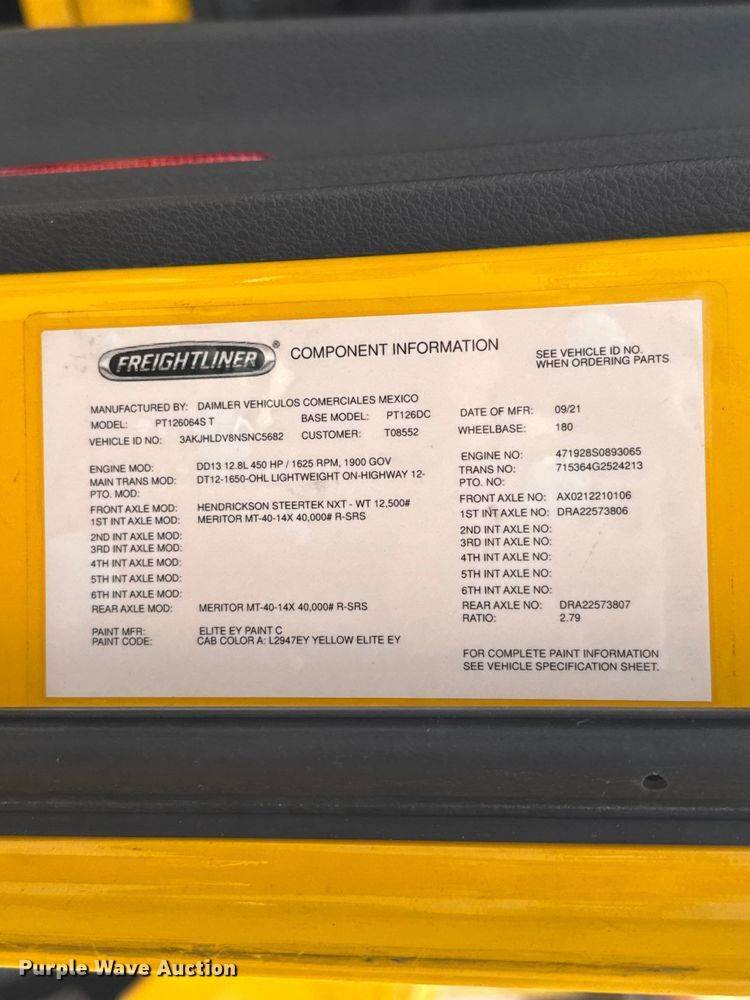 FREIGHTLINER® COMPONENT INFORMATION
SEE VEHICLE ID NO.
WHEN ORDERING PARTS
MANUFACTURED BY: DAIMLER VEHICULOS COMERCIALES MEXICO
MODEL: PT126064S T BASE MODEL: PT126DC
VEHICLE ID NO: 3AKJHLDV8NSNC5682 CUSTOMER: T08552
DATE OF MFR: 09/21
WHEELBASE: 180
ENGINE MOD: DD13 12.8L 450 HP / 1625 RPM, 1900 GOV
MAIN TRANS MOD: DT12-1650-OHL LIGHTWEIGHT ON-HIGHWAY 12-
PTO. MOD:
FRONT AXLE MOD: HENDRICKSON STEERTEK NXT - WT 12,500#
1ST INT AXLE MOD: MERITOR MT-40-14X 40,000# R-SRS
2ND INT AXLE MOD:
3RD INT AXLE MOD:
4TH INT AXLE MOD:
5TH INT AXLE MOD:
6TH INT AXLE MOD:
REAR AXLE MOD: MERITOR MT-40-14X 40,000# R-SRS
PAINT MFR: ELITE EY PAINT C
PAINT CODE: CAB COLOR A: L2947EY YELLOW ELITE EY
ENGINE NO: 471928S0893065
TRANS NO: 715364G2524213
PTO. NO:
FRONT AXLE NO: AX0212210106
1ST INT AXLE NO: DRA22573806
2ND INT AXLE NO:
3RD INT AXLE NO:
4TH INT AXLE NO:
5TH INT AXLE NO:
6TH INT AXLE NO:
REAR AXLE NO: DRA22573807
RATIO: 2.79
FOR COMPLETE PAINT INFORMATION
SEE VEHICLE SPECIFICATION SHEET.
Purple Wave Auction